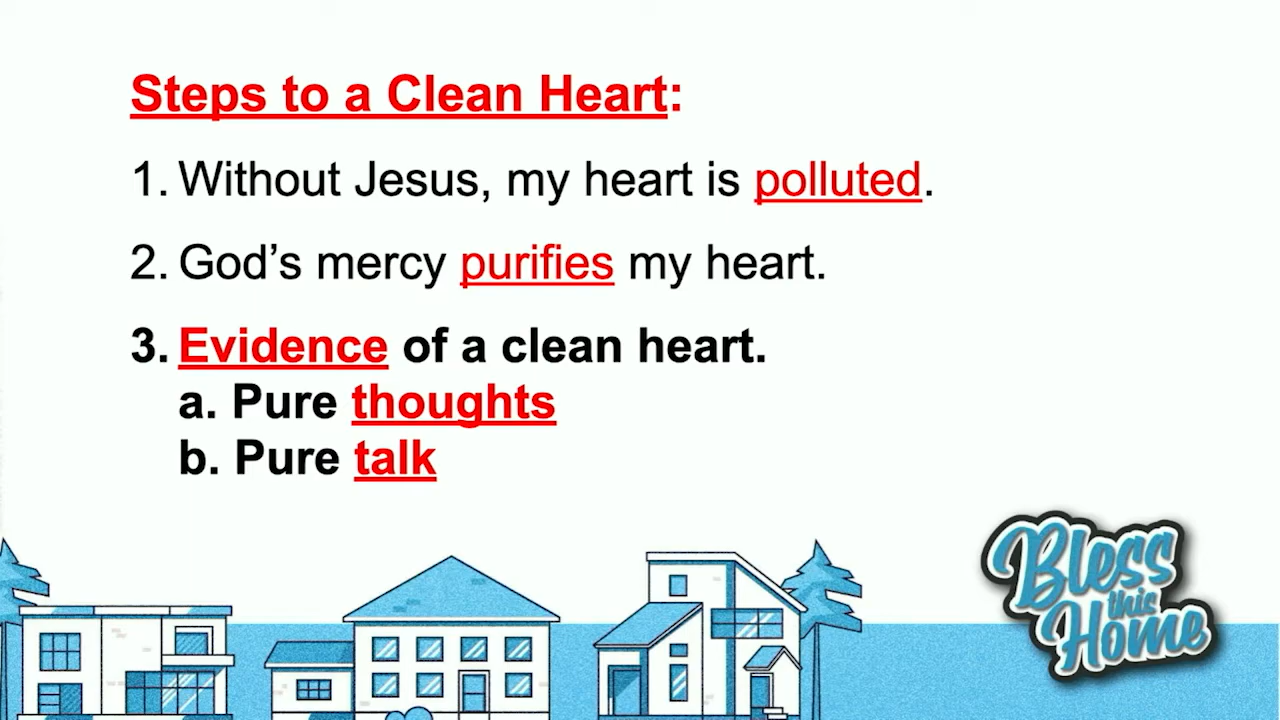 Steps to a Clean Heart:
1. Without Jesus, my heart is polluted.
2. God’s mercy purifies my heart.
3. Evidence of a clean heart.
a. Pure thoughts
b. Pure talk
Bless
this
Home